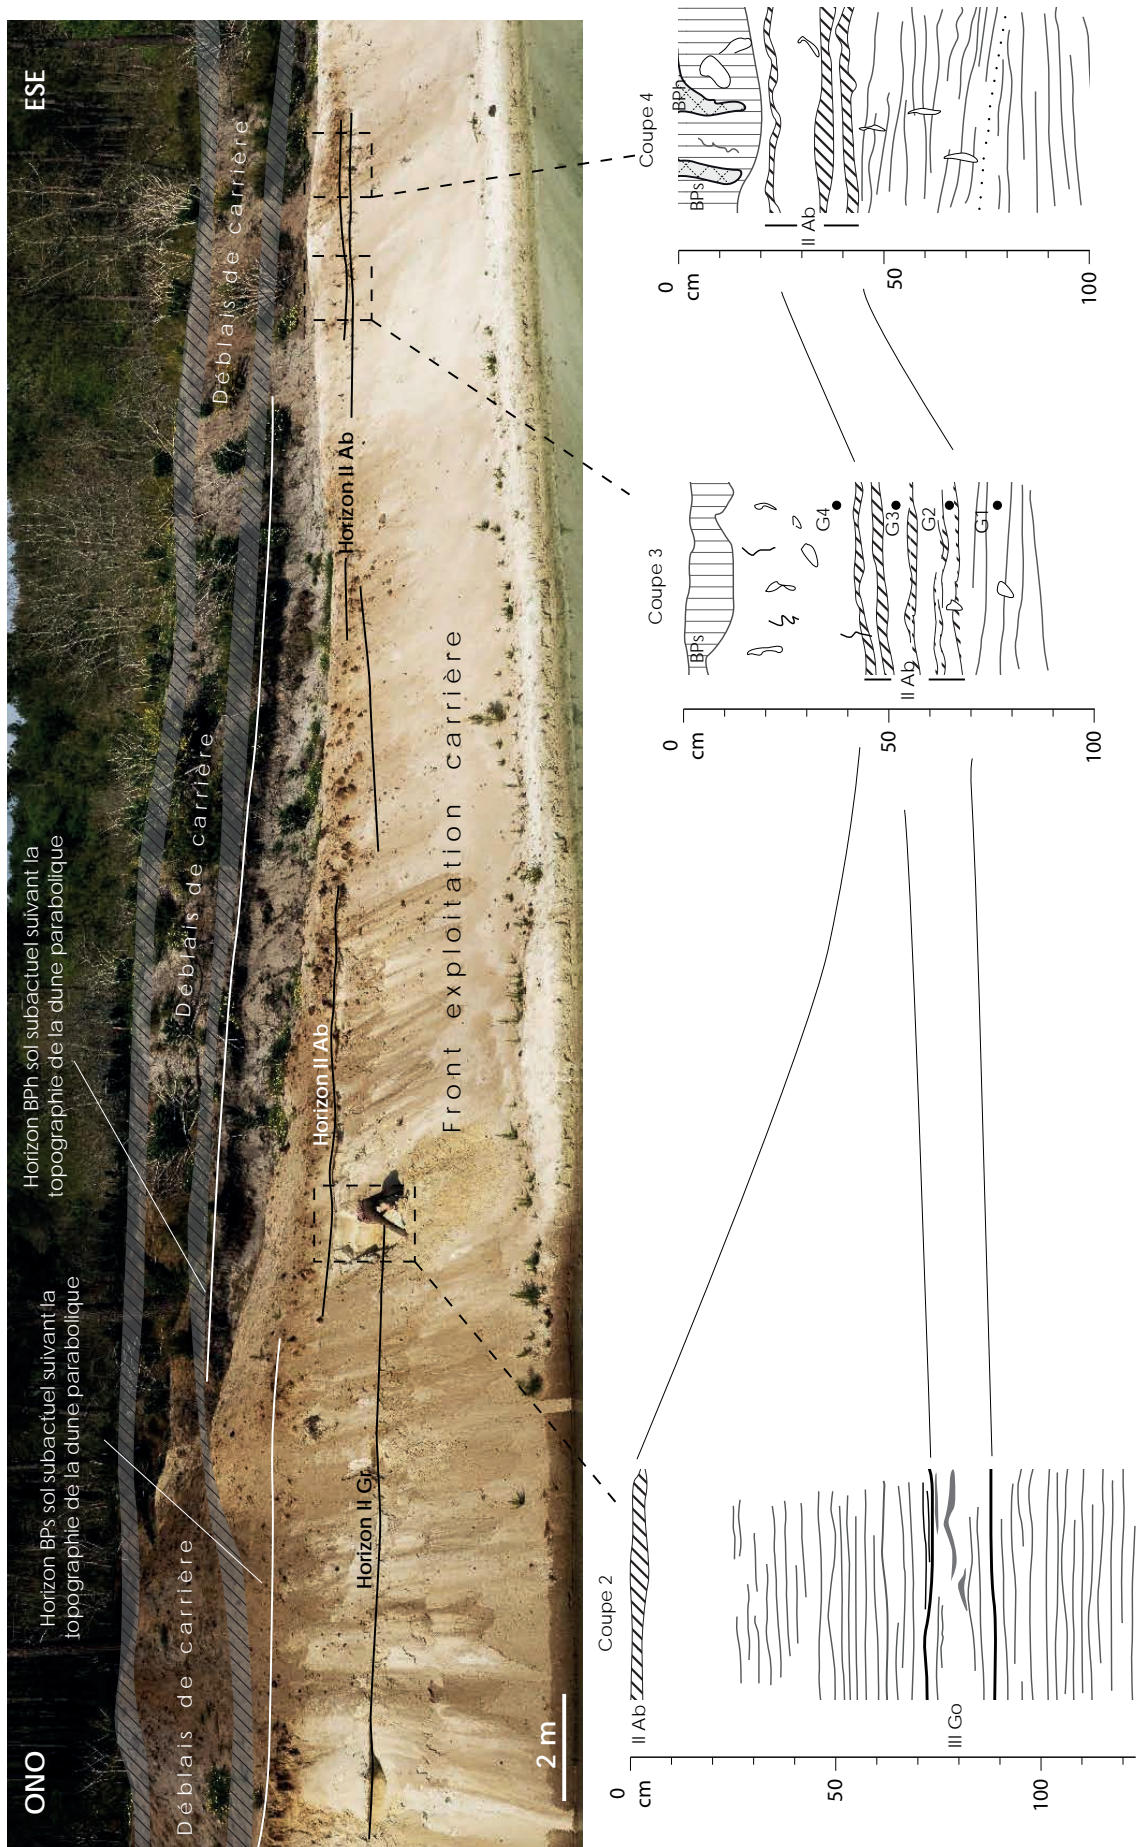 ONO
ESE
Horizon BPs sol subactuel suivant la
topographie de la dune parabolique
Horizon BPh sol subactuel suivant la
topographie de la dune parabolique
Déblais de carrière
Déblais de carrière
Déblais de carrière
Horizon II Ab
Horizon II Ab
Horizon II Gr
Front exploitation carrière
2 m
Coupe 2
0
cm
50
100
II Ab
III Go
Coupe 3
0
cm
50
100
BPs
II Ab
G4
G3
G2
G1
Coupe 4
0
cm
50
100
BPs
BPh
II Ab